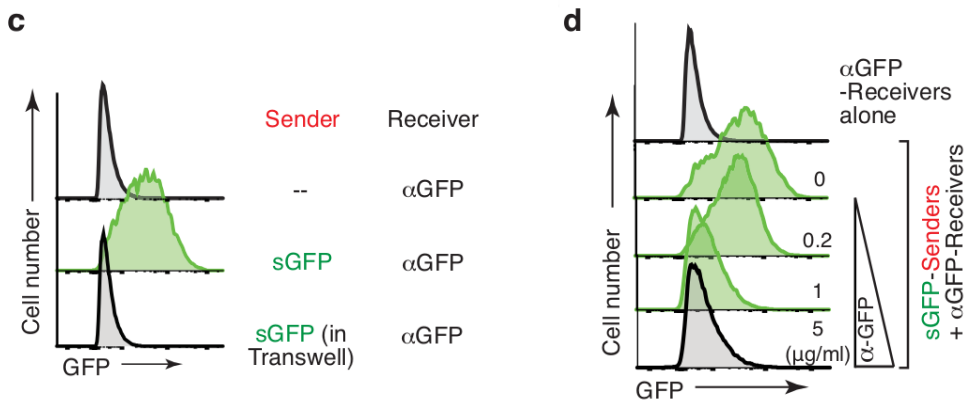 c
Sender Receiver
-- αGFP
sGFP αGFP
sGFP (in
Transwell) αGFP
Cell number
GFP
d
αGFP
-Receivers
alone
0
0.2
1
5
(μg/ml)
α-GFP
sGFP-Senders
+ αGFP-Receivers
Cell number
GFP